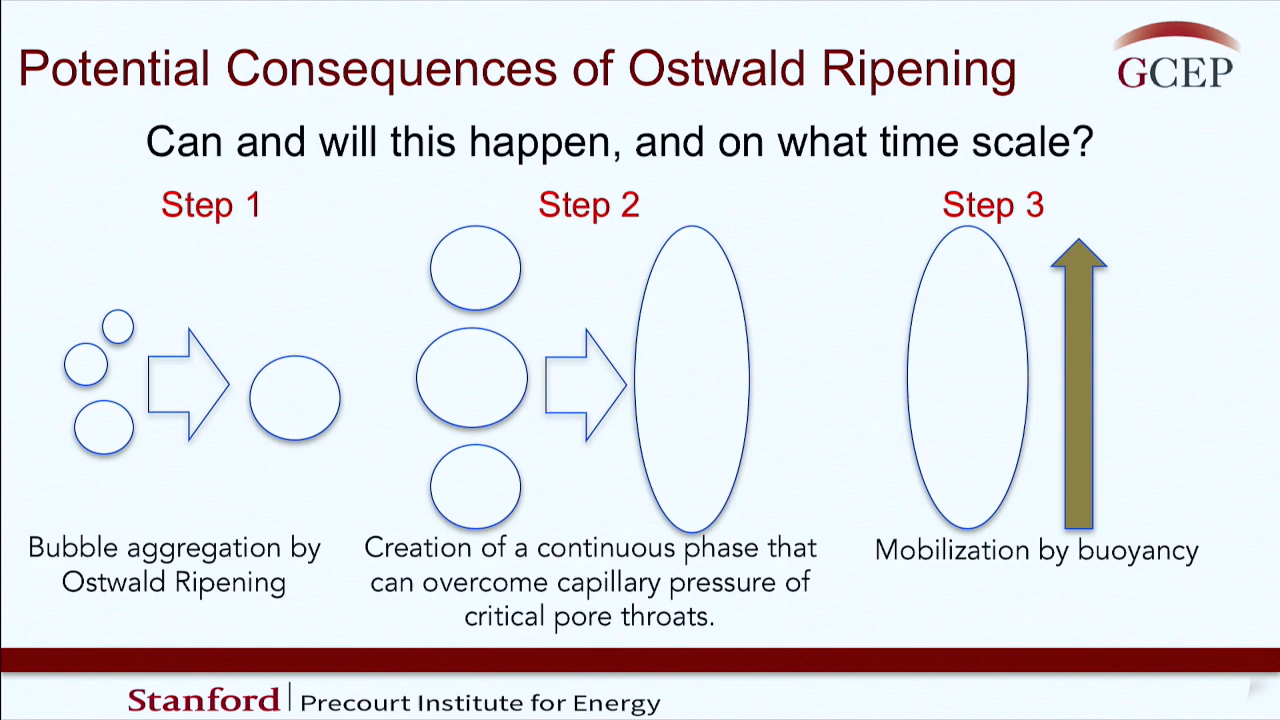 Potential Consequences of Ostwald Ripening
GCEP
Can and will this happen, and on what time scale?
Step 1
Step 2
Step 3
Bubble aggregation by
Ostwald Ripening
Creation of a continuous phase that
can overcome capillary pressure of
critical pore throats.
Mobilization by buoyancy
Stanford | Precourt Institute for Energy